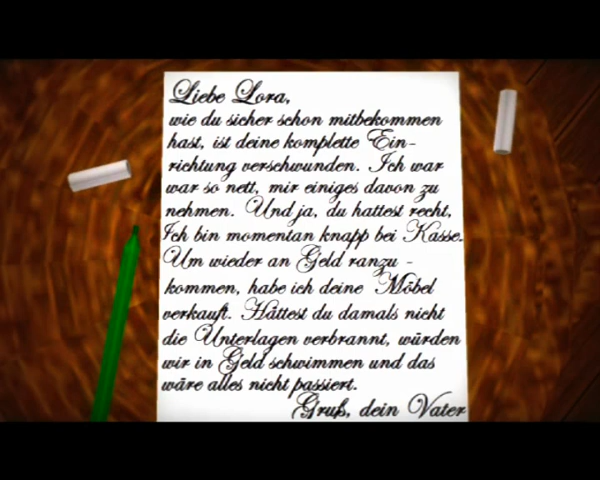 Liebe Lora,
wie du sicher schon mitbekommen
hast, ist deine komplette Ein-
richtung verschwunden. Ich war
war so nett, mir einiges davon zu
nehmen. Und ja, du hattest recht,
Ich bin momentan knapp bei Kasse.
Um wieder an Geld ranzu -
kommen, habe ich deine Möbel
verkauft. Hättest du damals nicht
die Unterlagen verbrannt, würden
wir in Geld schwimmen und das
wäre alles nicht passiert.
Gruß, dein Vater